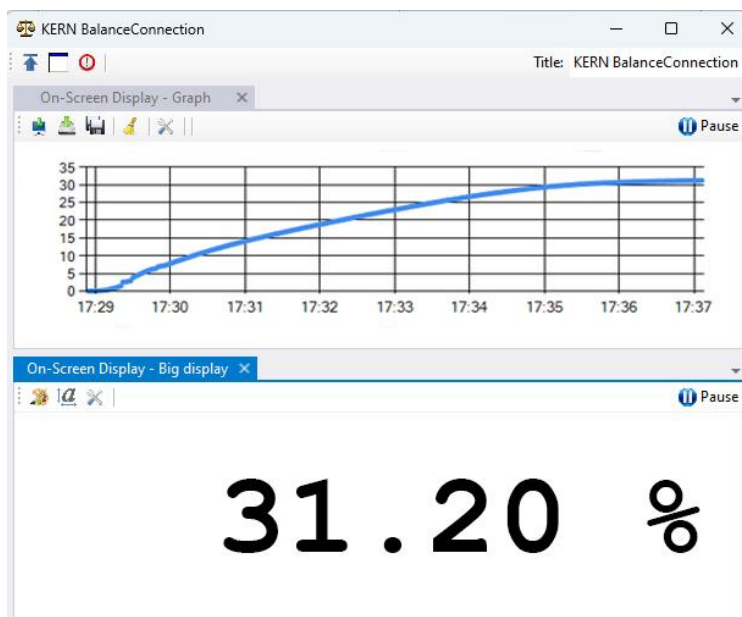 KERN BalanceConnection
Title: KERN BalanceConnection
On-Screen Display - Graph
Pause
35
30
25
20
15
10
5
0
17:29 17:30 17:31 17:32 17:33 17:34 17:35 17:36 17:37
On-Screen Display - Big display
a
Pause
31.20 %